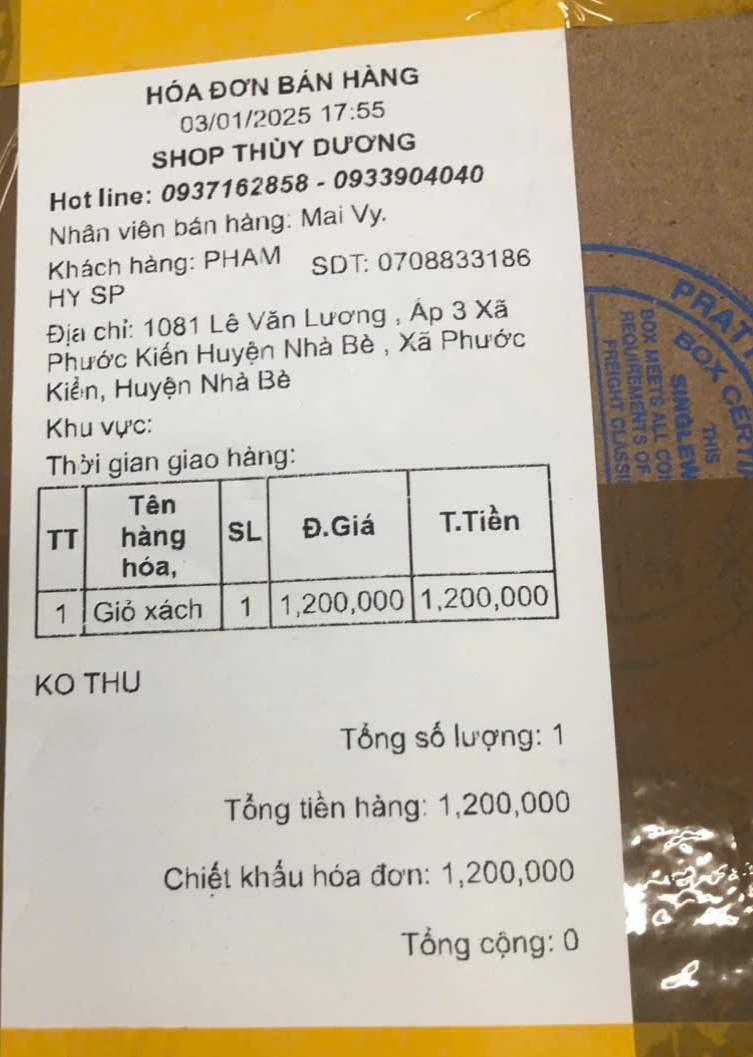 HÓA ĐƠN BÁN HÀNG
03/01/2025 17:55
SHOP THÙY DƯƠNG
Hot line: 0937162858 - 0933904040
Nhân viên bán hàng: Mai Vy.
Khách hàng: PHAM HY SP
SDT: 0708833186
Địa chỉ: 1081 Lê Văn Lương , Áp 3 Xã
Phước Kiến Huyện Nhà Bè , Xã Phước
Kiển, Huyện Nhà Bè
Khu vực:
Thời gian giao hàng:
TT Tên hàng hóa, SL Đ.Giá T.Tiền
1 Giỏ xách 1 1,200,000 1,200,000
KO THU
Tổng số lượng: 1
Tổng tiền hàng: 1,200,000
Chiết khấu hóa đơn: 1,200,000
Tổng cộng: 0
PRAT
BOX CERTI
THIS
SINGLEW
BOX MEETS ALL CO
REQUIREMENTS OF
FREIGHT CLASSI